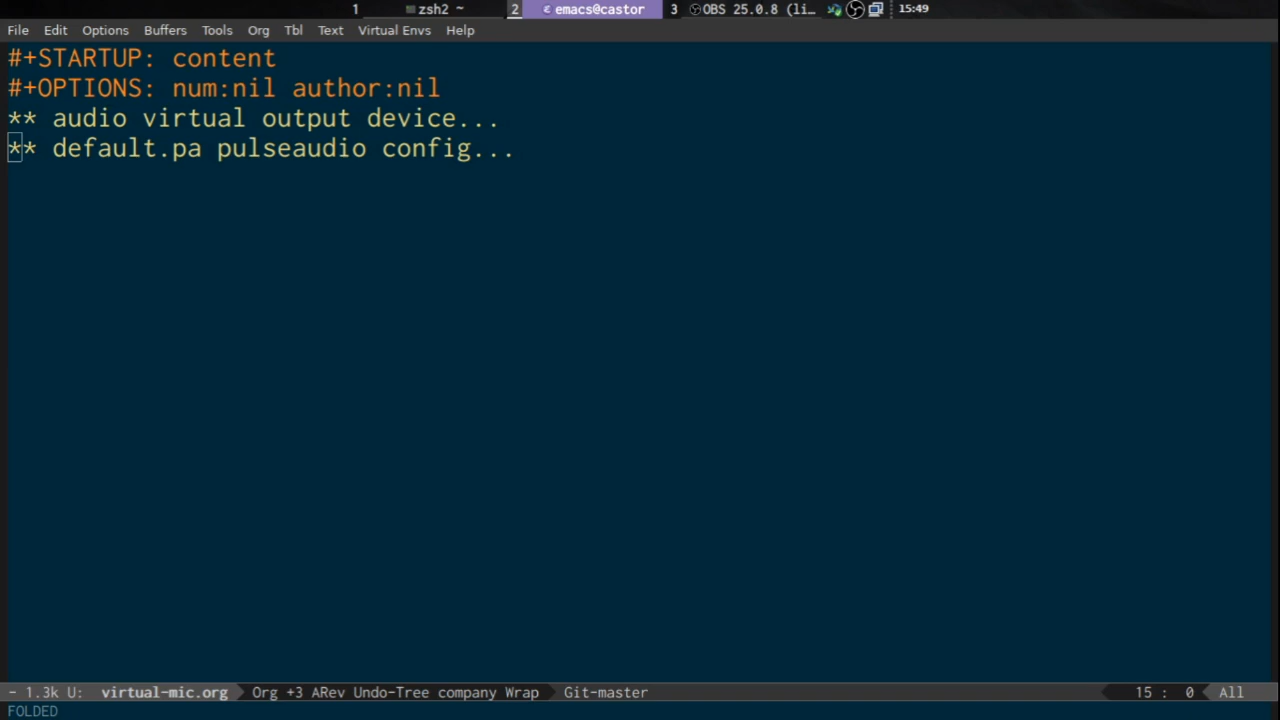 1 zsh2 ~ 2 emacs@castor 3 OBS 25.0.8 (li… 15:49
File Edit Options Buffers Tools Org Tbl Text Virtual Envs Help
#+STARTUP: content
#+OPTIONS: num:nil author:nil
** audio virtual output device...
** default.pa pulseaudio config...
- 1.3k U: virtual-mic.org Org +3 ARev Undo-Tree company Wrap Git-master 15 : 0 All
FOLDED